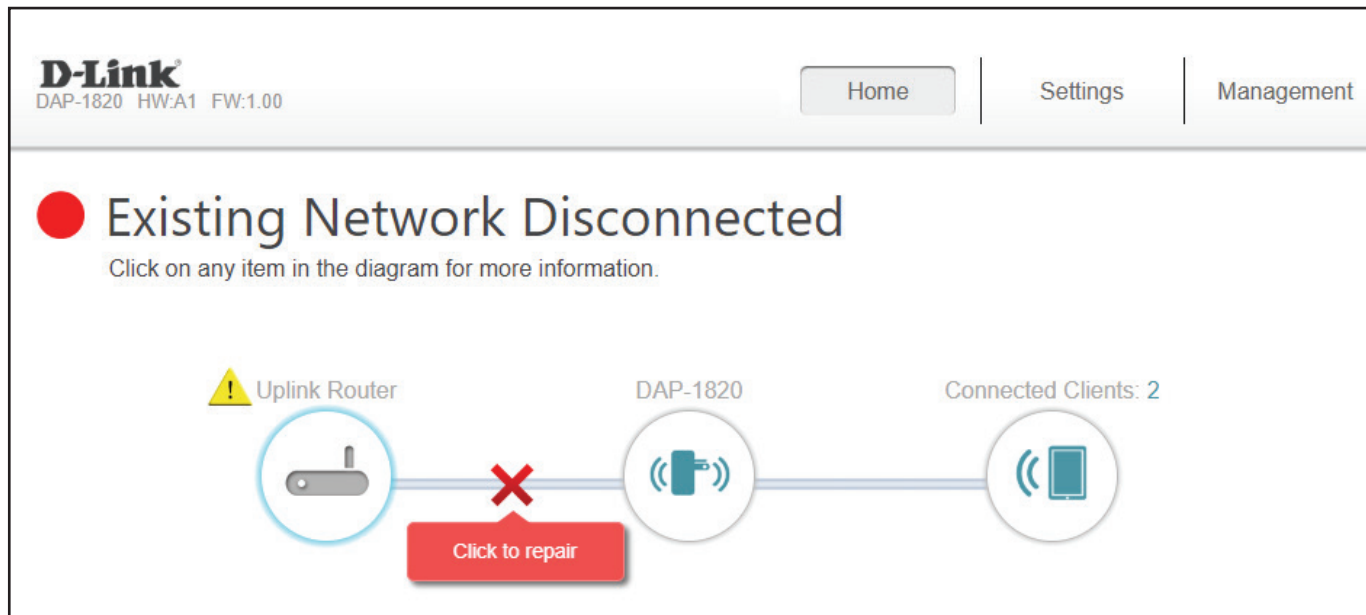 D-Link
DAP-1820 HW:A1 FW:1.00
Home
Settings
Management
Existing Network Disconnected
Click on any item in the diagram for more information.
! Uplink Router
DAP-1820
Connected Clients: 2
Click to repair